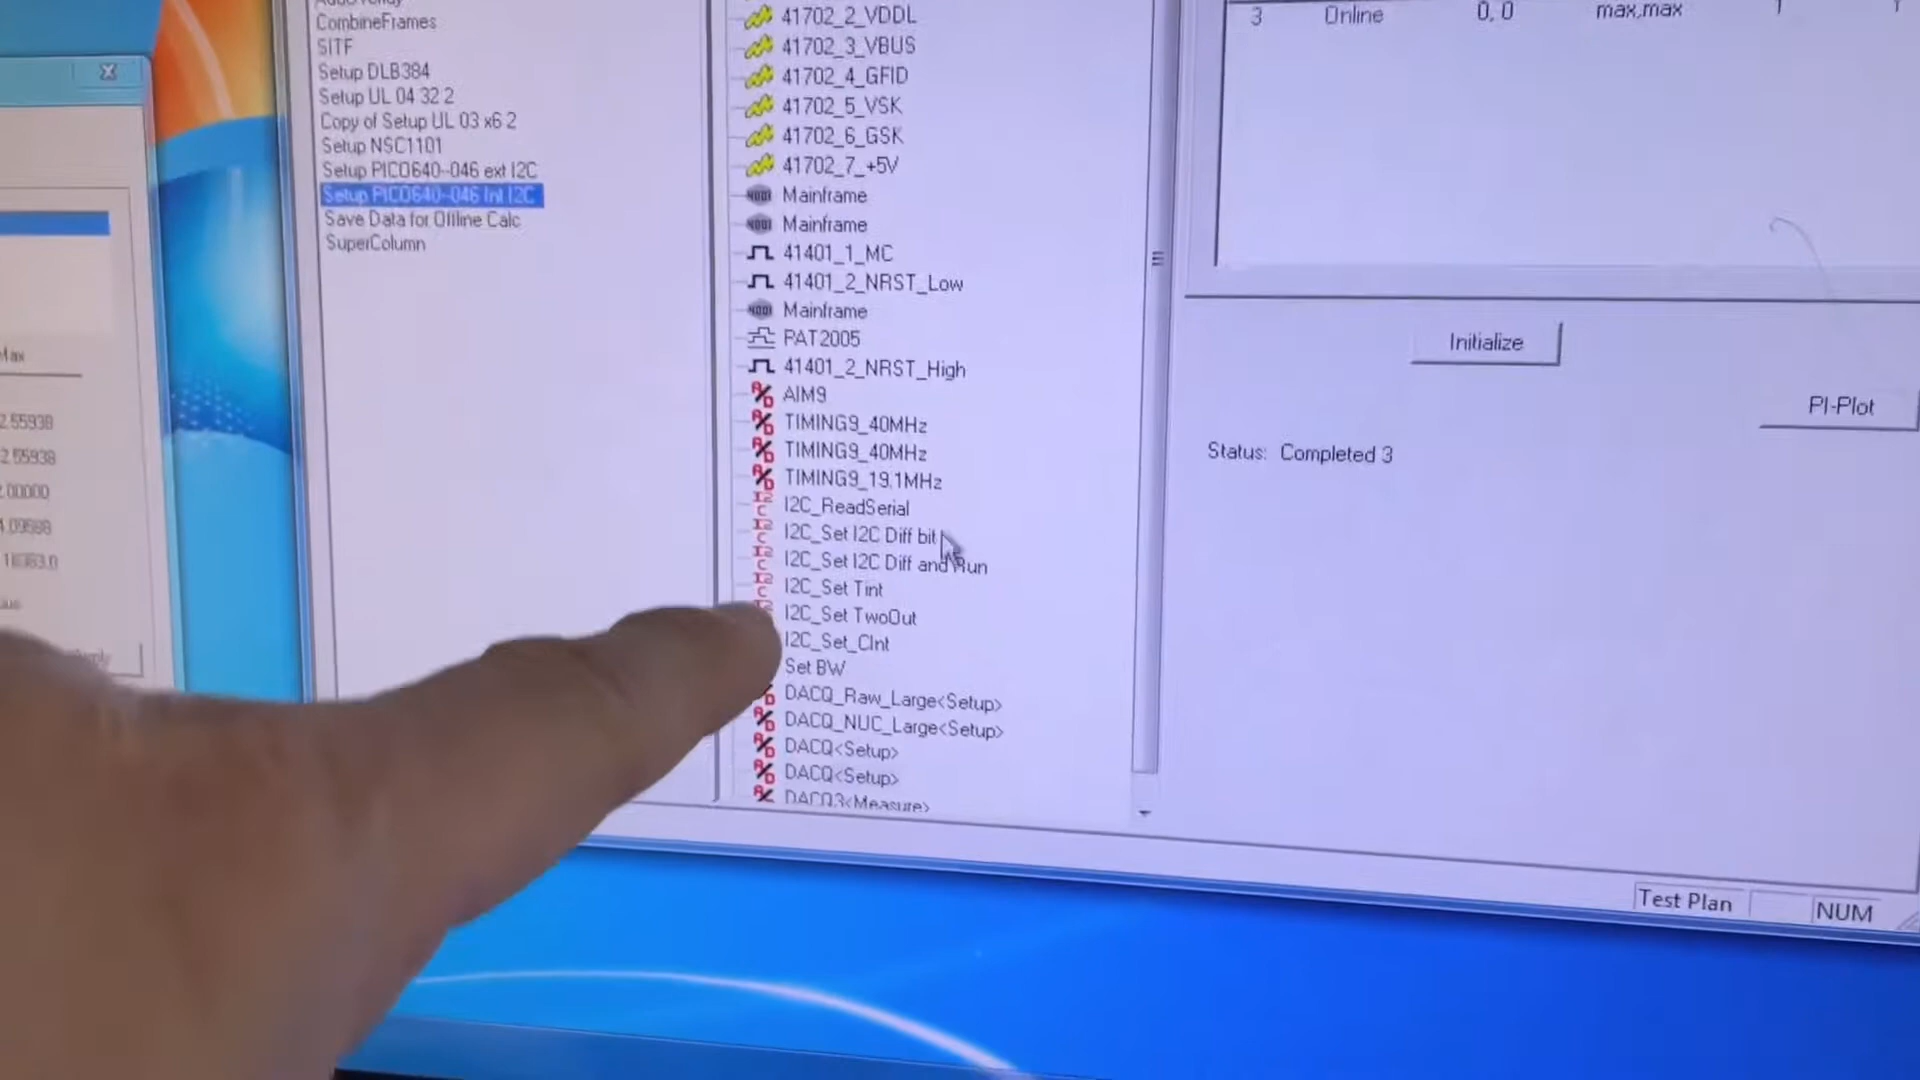 CombineFrames
SITF
Setup DLB384
Setup UL 04 32 2
Copy of Setup UL 03 x6 2
Setup NSC1101
Setup PICO640-046 ext I2C
Setup PICO640-046 Int I2C
Save Data for Offline Calc
SuperColumn
41702_2_VDDL
41702_3_VBUS
41702_4_GFID
41702_5_VSK
41702_6_GSK
41702_7_+5V
Mainframe
Mainframe
41401_1_MC
41401_2_NRST_Low
Mainframe
PAT2005
41401_2_NRST_High
AIM9
TIMING9_40MHz
TIMING9_40MHz
TIMING9_19.1MHz
I2C_ReadSerial
I2C_Set I2C Diff bit
I2C_Set I2C Diff and Run
I2C_Set Tint
I2C_Set TwoOut
I2C_Set_CInt
Set BW
DACQ_Raw_Large<Setup>
DACQ_NUC_Large<Setup>
DACQ<Setup>
DACQ<Setup>
DACQ3<Measure>
3 Online 0, 0 max,max 1
Initialize
PI-Plot
Status: Completed 3
Test Plan
NUM
2.55938
2.55938